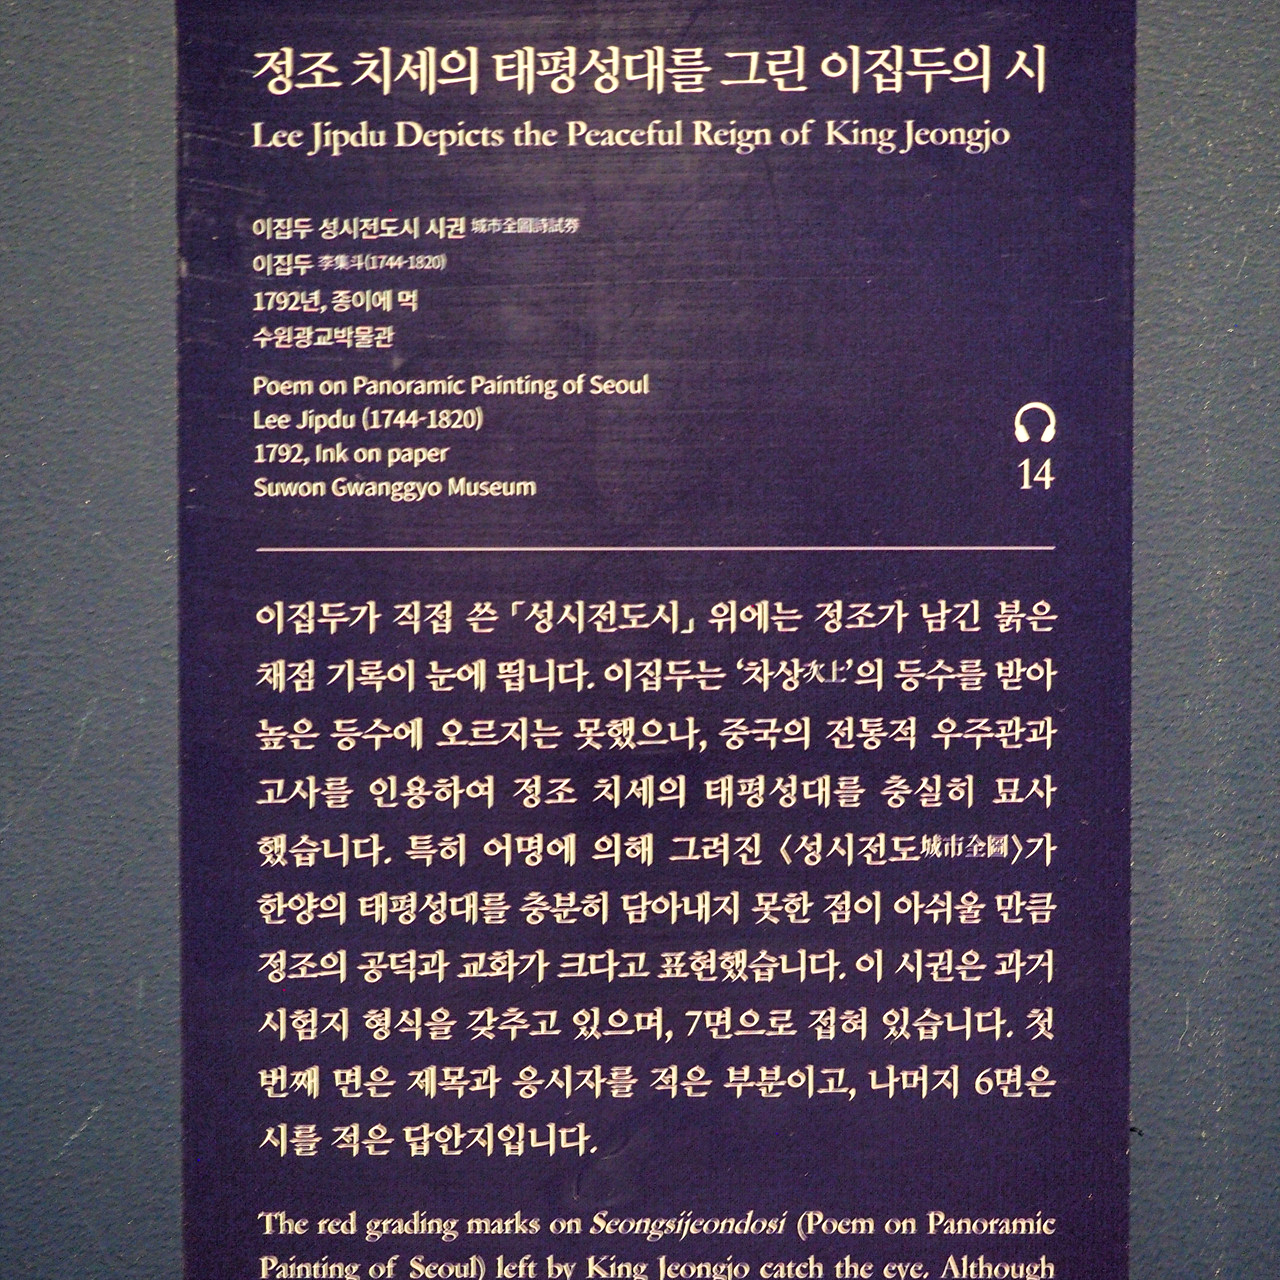 정조 치세의 태평성대를 그린 이집두의 시
Lee Jipdu Depicts the Peaceful Reign of King Jeongjo
이집두 성시전도시 시권 城市全圖詩試券
이집두 李集斗(1744-1820)
1792년, 종이에 먹
수원광교박물관
Poem on Panoramic Painting of Seoul
Lee Jipdu (1744-1820)
1792, Ink on paper
Suwon Gwanggyo Museum
14
이집두가 직접 쓴 「성시전도시」 위에는 정조가 남긴 붉은
채점 기록이 눈에 띕니다. 이집두는 ‘차상次上’의 등수를 받아
높은 등수에 오르지는 못했으나, 중국의 전통적 우주관과
고사를 인용하여 정조 치세의 태평성대를 충실히 묘사
했습니다. 특히 어명에 의해 그려진 〈성시전도城市全圖〉가
한양의 태평성대를 충분히 담아내지 못한 점이 아쉬울 만큼
정조의 공덕과 교화가 크다고 표현했습니다. 이 시권은 과거
시험지 형식을 갖추고 있으며, 7면으로 접혀 있습니다. 첫
번째 면은 제목과 응시자를 적은 부분이고, 나머지 6면은
시를 적은 답안지입니다.
The red grading marks on Seongsijeondosi (Poem on Panoramic
Painting of Seoul) left by King Jeongjo catch the eye. Although